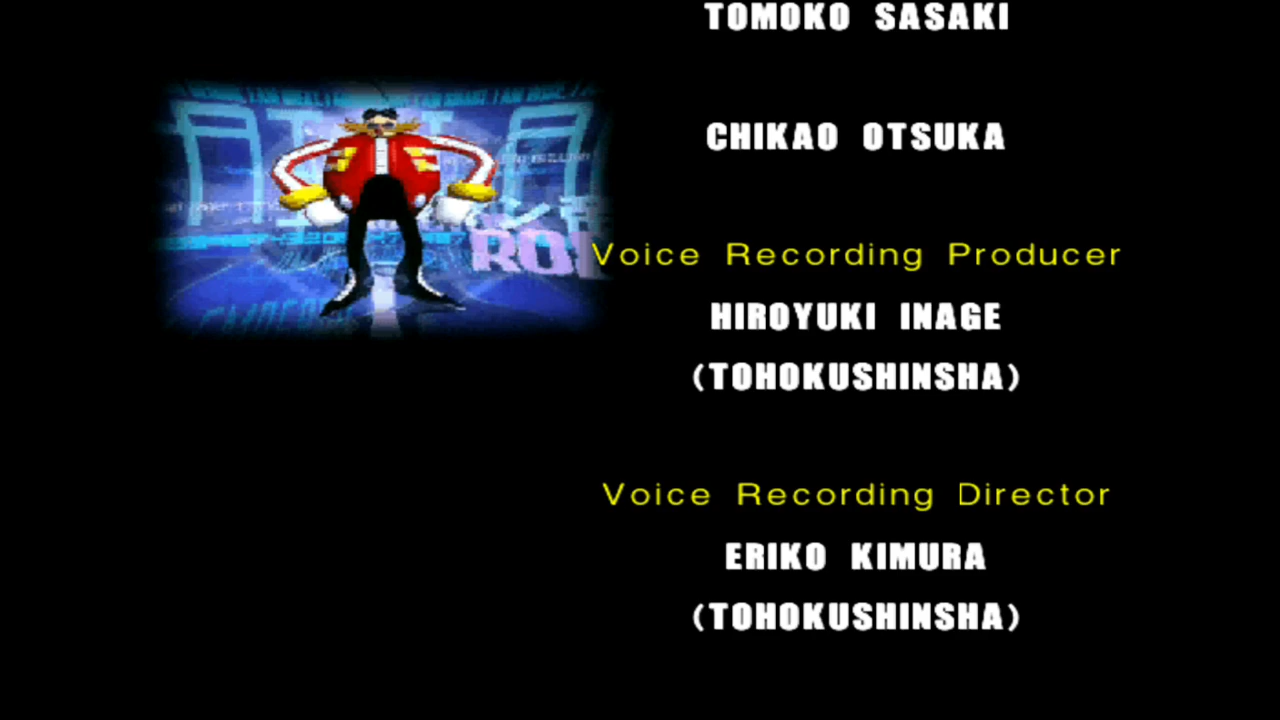 TOMOKO SASAKI
CHIKAO OTSUKA
Voice Recording Producer
HIROYUKI INAGE
(TOHOKUSHINSHA)
Voice Recording Director
ERIKO KIMURA
(TOHOKUSHINSHA)